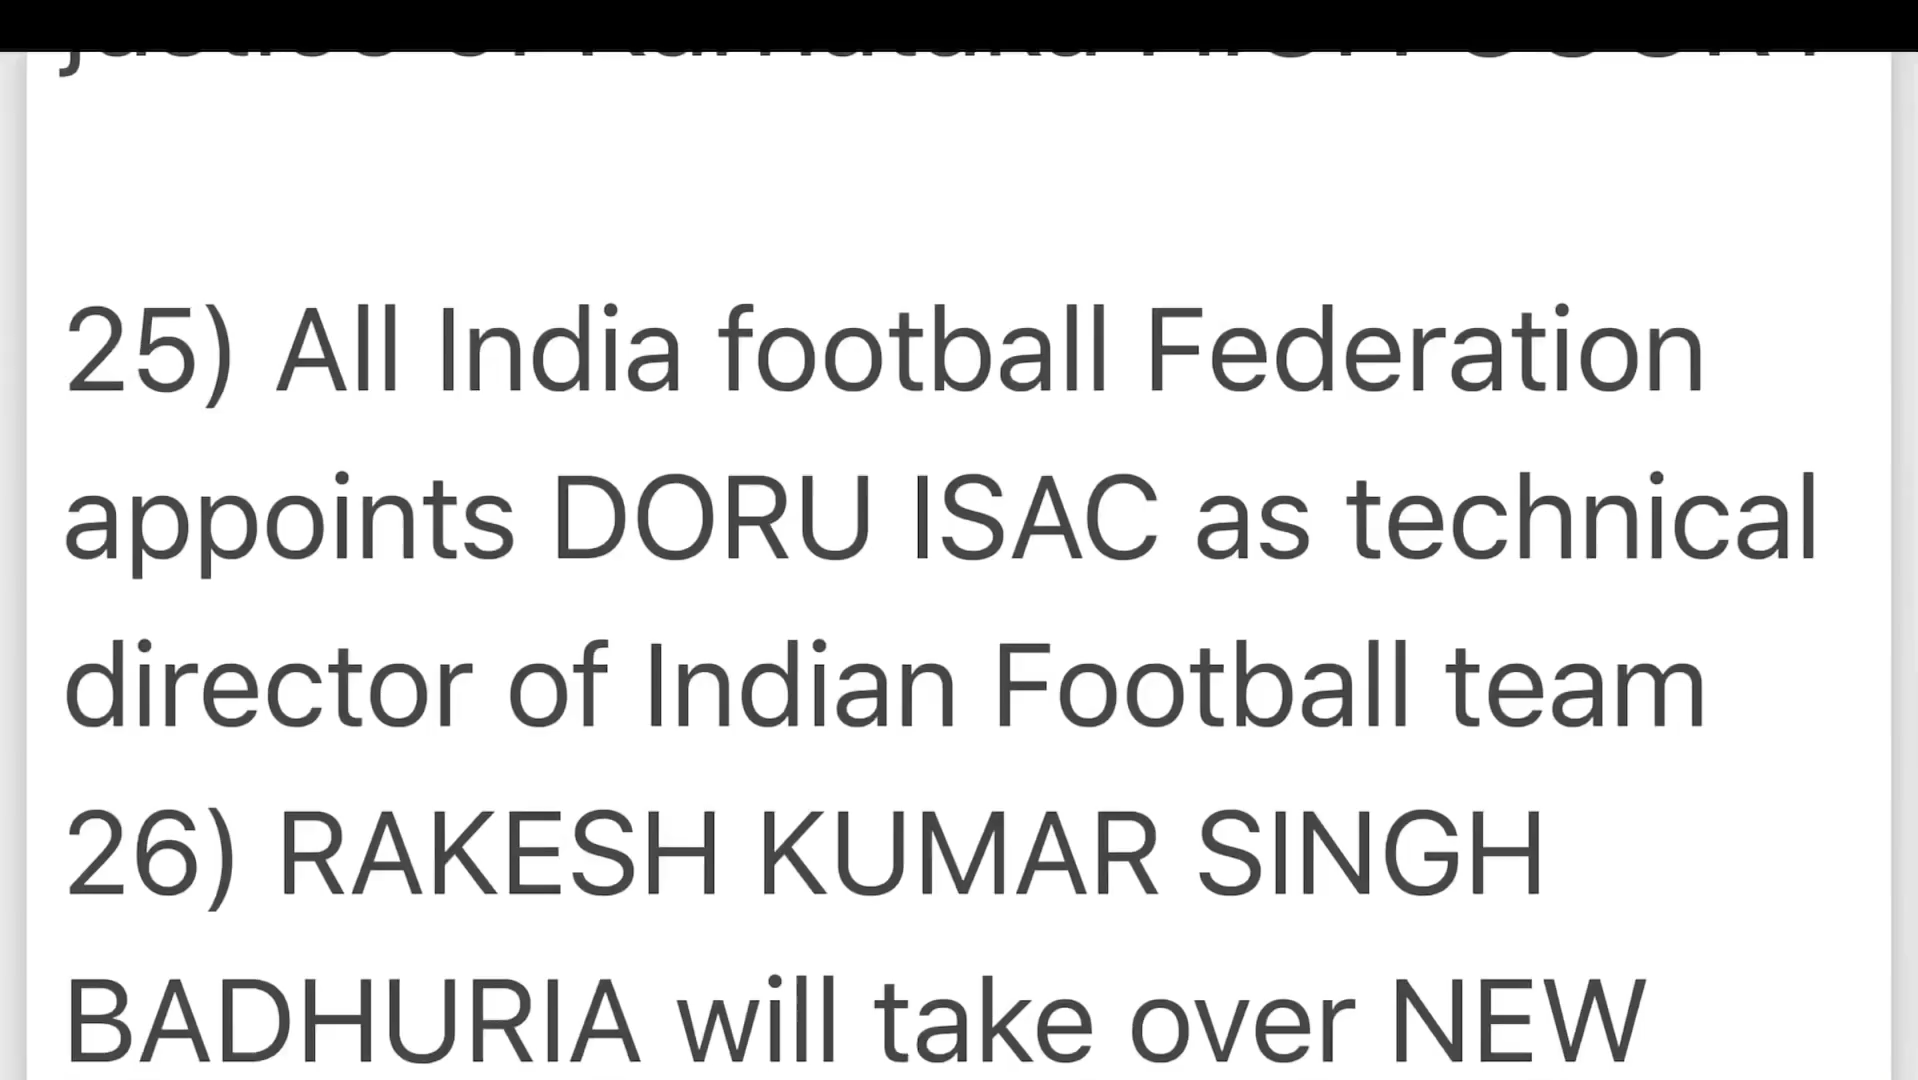 25) All India football Federation
appoints DORU ISAC as technical
director of Indian Football team
26) RAKESH KUMAR SINGH
BADHURIA will take over NEW